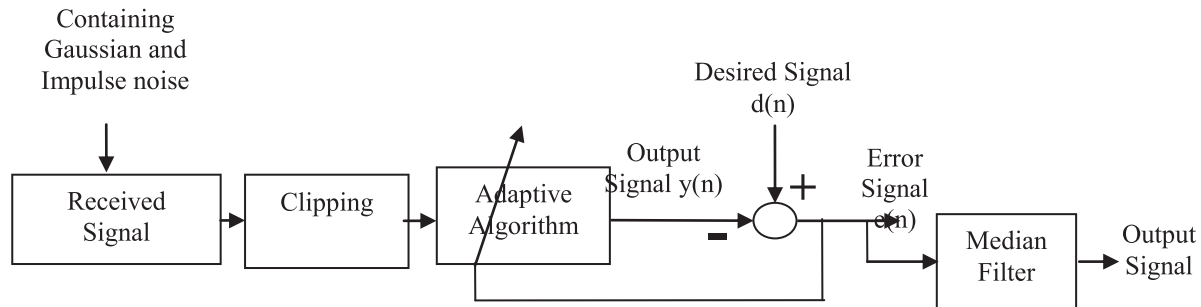 Containing
Gaussian and
Impulse noise
Desired Signal
d(n)
Output
Signal y(n)
Error
Signal
e(n)
Received
Signal
Clipping
Adaptive
Algorithm
+
-
Median
Filter
Output
Signal